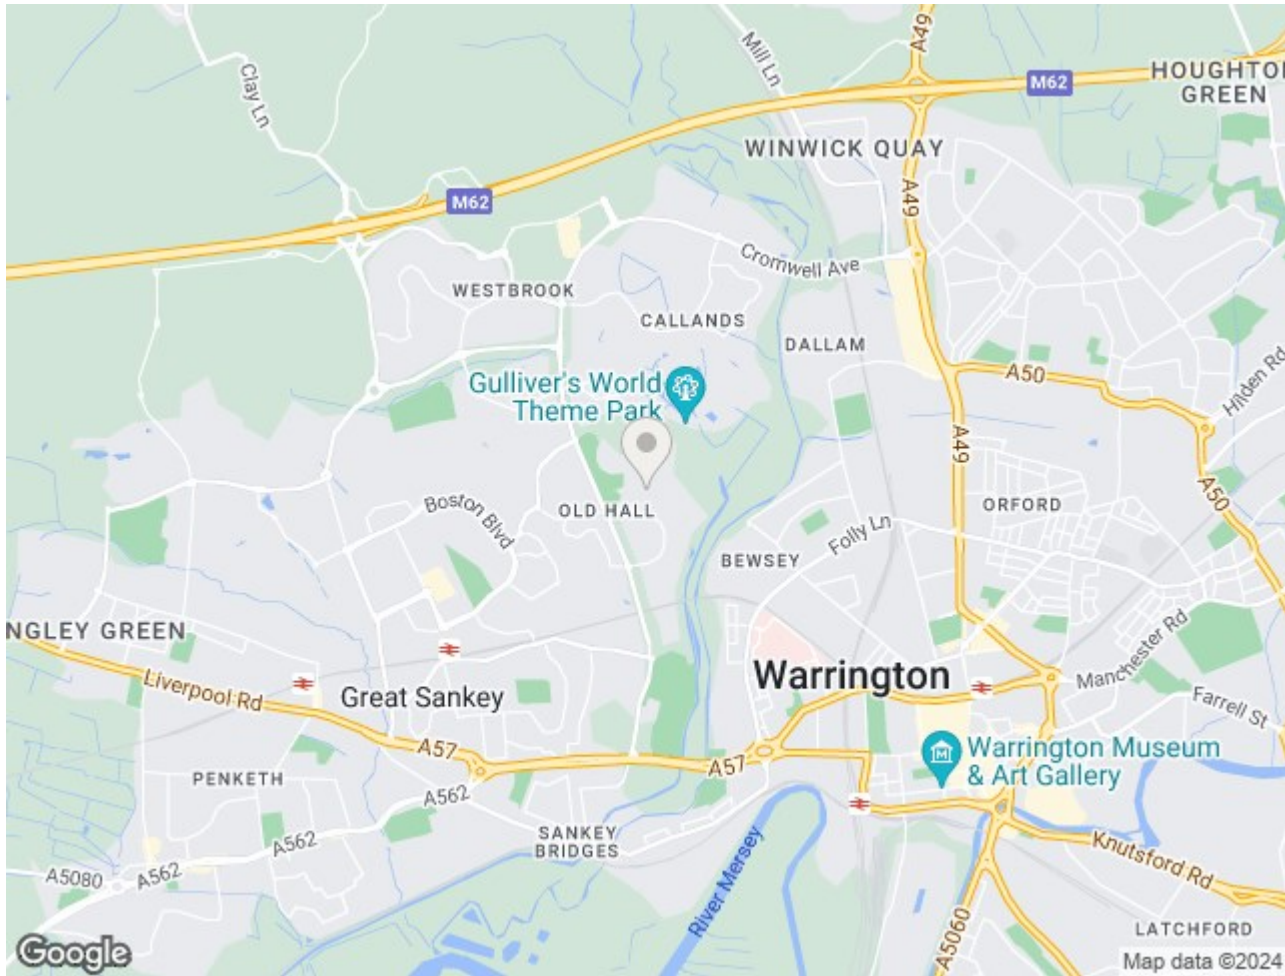 A49
Mill Ln
Clay Ln
M62
HOUGHTON
GREEN
WINWICK QUAY
A49
M62
Cromwell Ave
WESTBROOK
CALLANDS
DALLAM
Gulliver's World
Theme Park
A50
Hilden Rd
A49
A50
Boston Blvd
OLD HALL
ORFORD
Folly Ln
BEWSEY
NGLEY GREEN
Manchester Rd
Liverpool Rd
Great Sankey
Warrington
Farrell St
A57
A57
Warrington Museum
& Art Gallery
PENKETH
A562
SANKEY
BRIDGES
A562
A5080
A562
River Mersey
Knutsford Rd
A5060
LATCHFORD
Google
Map data ©2024